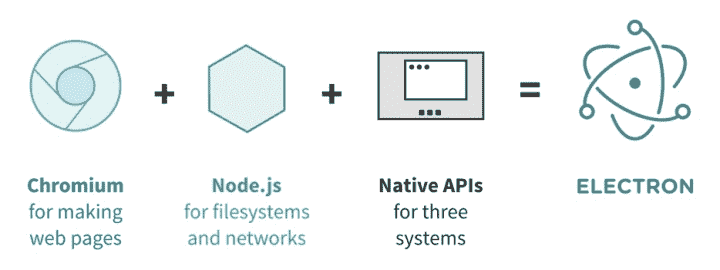 Chromium
for making
web pages
+
Node.js
for filesystems
and networks
+
Native APIs
for three
systems
=
ELECTRON